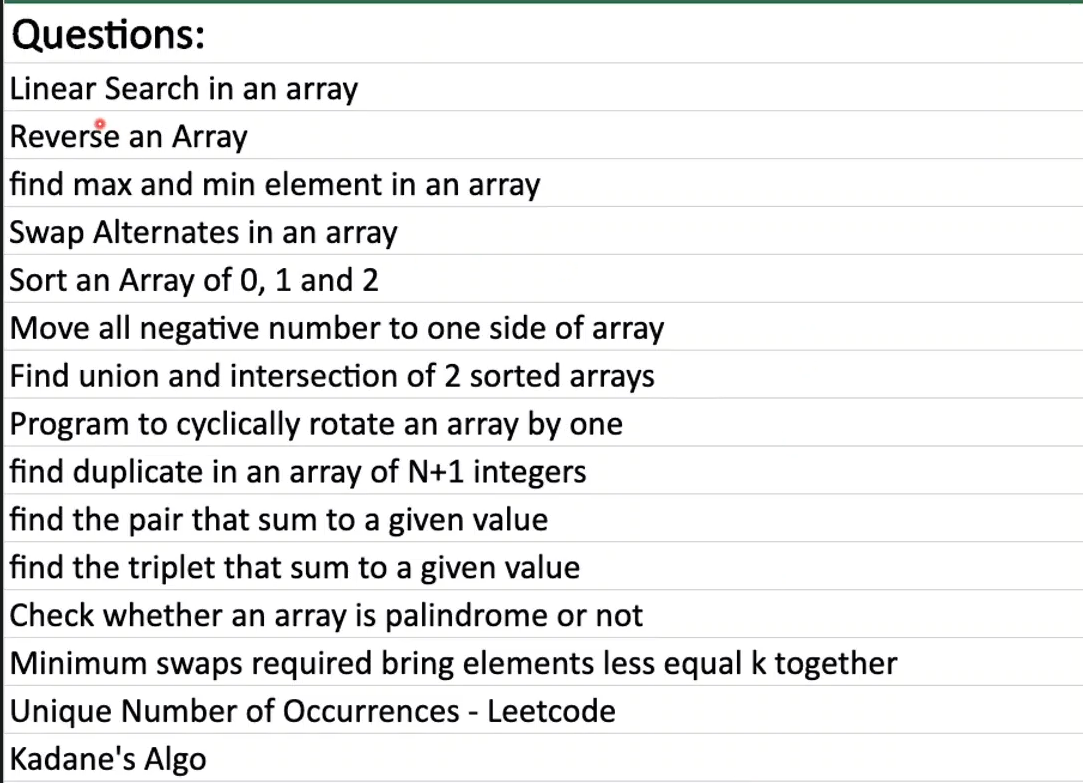 Questions:
Linear Search in an array
Reverse an Array
find max and min element in an array
Swap Alternates in an array
Sort an Array of 0, 1 and 2
Move all negative number to one side of array
Find union and intersection of 2 sorted arrays
Program to cyclically rotate an array by one
find duplicate in an array of N+1 integers
find the pair that sum to a given value
find the triplet that sum to a given value
Check whether an array is palindrome or not
Minimum swaps required bring elements less equal k together
Unique Number of Occurrences - Leetcode
Kadane's Algo